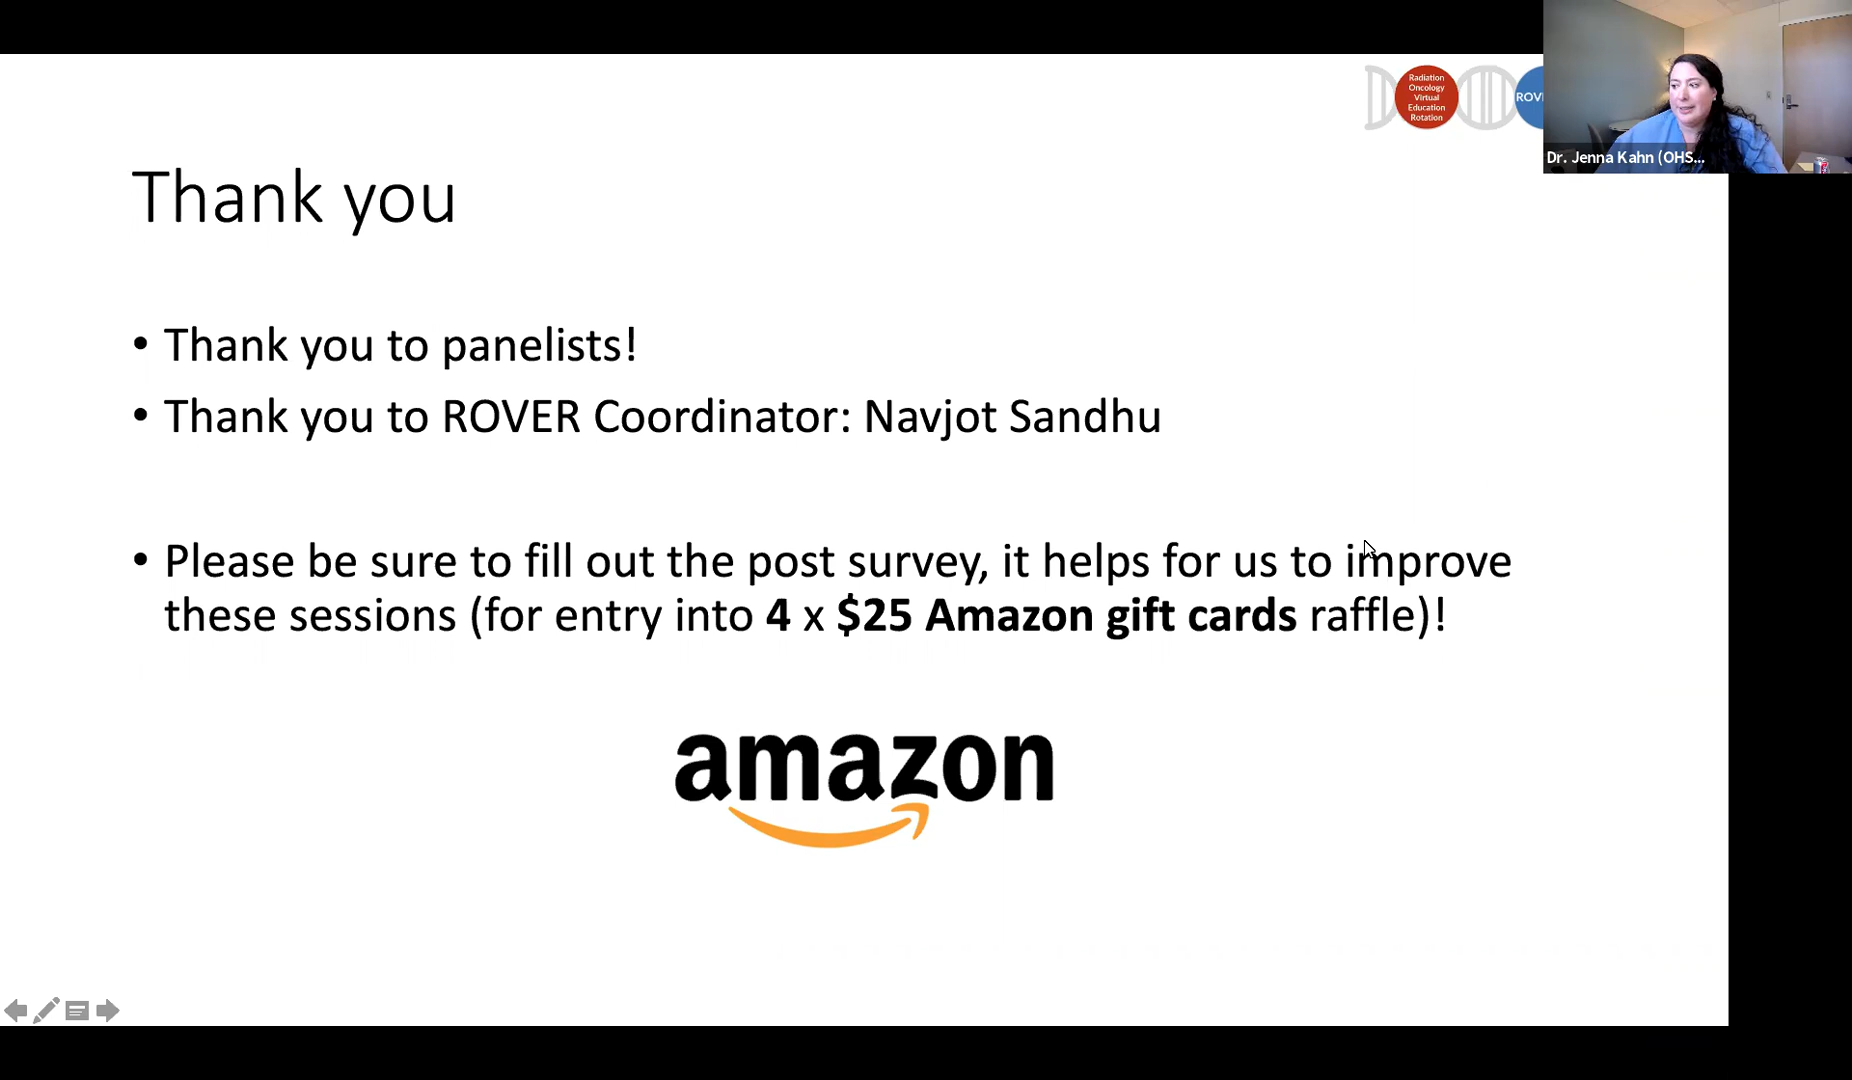 Radiation
Oncology
Virtual
Education
Rotation
Dr. Jenna Kahn (OHS...
Thank you
• Thank you to panelists!
• Thank you to ROVER Coordinator: Navjot Sandhu
• Please be sure to fill out the post survey, it helps for us to improve
these sessions (for entry into 4 x $25 Amazon gift cards raffle)!
amazon